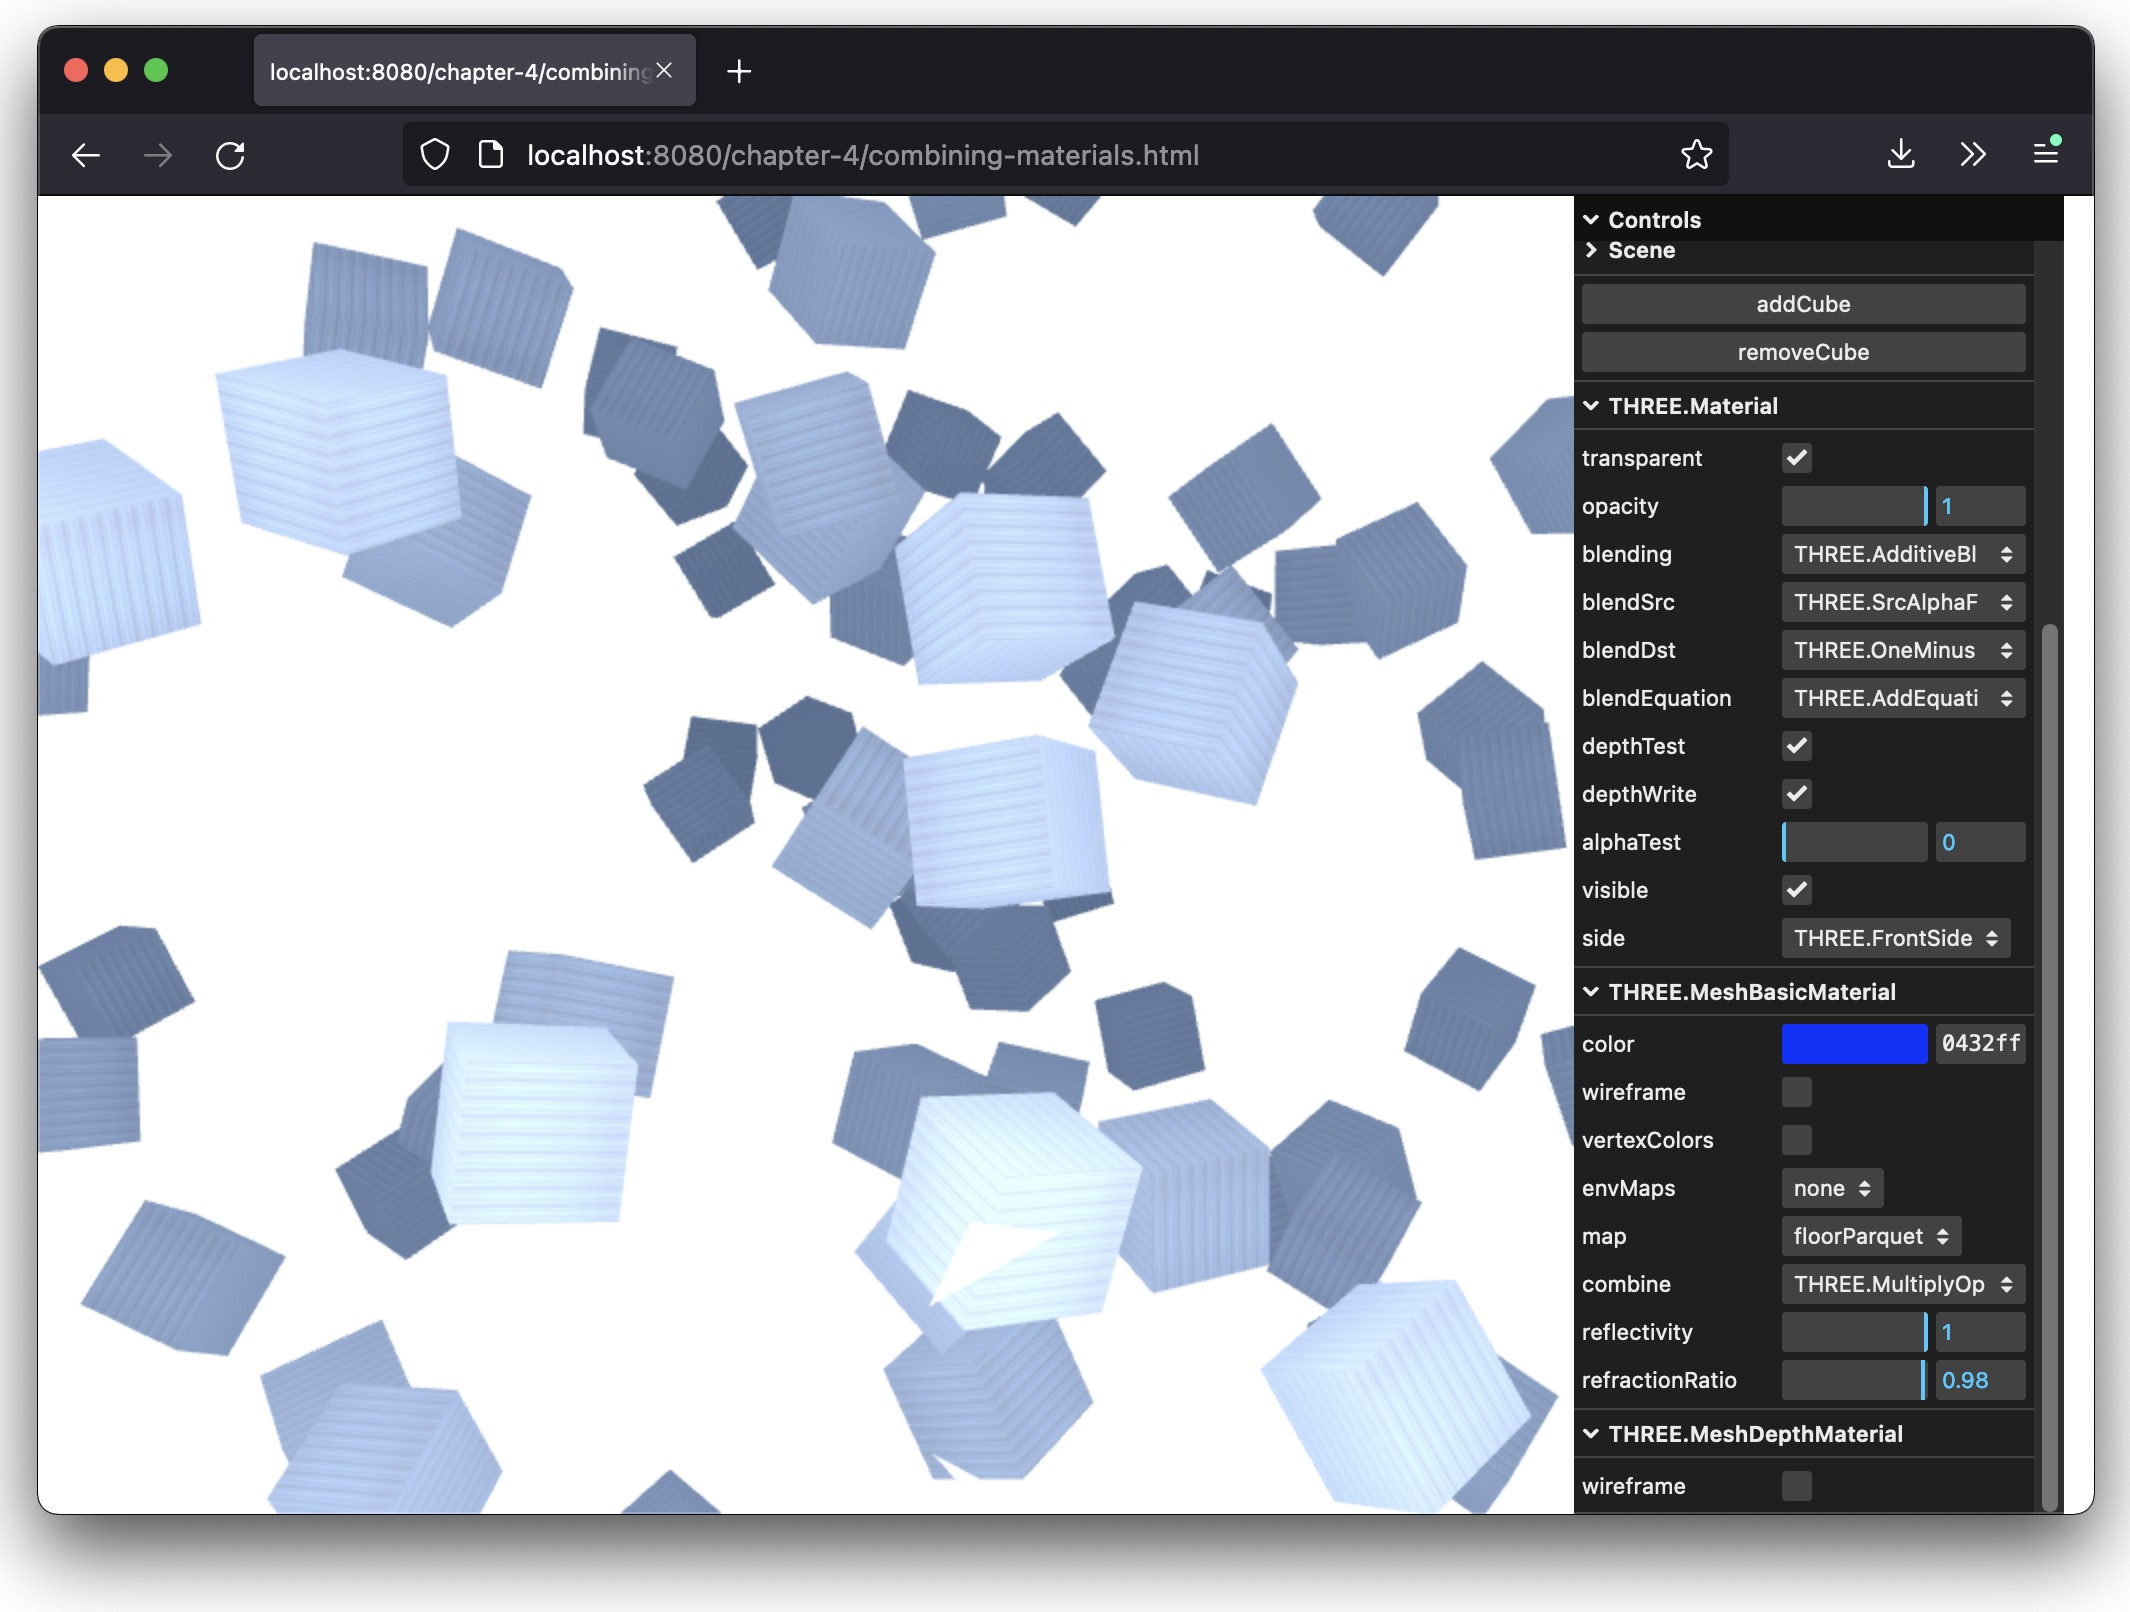 localhost:8080/chapter-4/combining
localhost:8080/chapter-4/combining-materials.html
Controls
Scene
addCube
removeCube
THREE.Material
transparent
opacity 1
blending THREE.AdditiveBl
blendSrc THREE.SrcAlphaF
blendDst THREE.OneMinus
blendEquation THREE.AddEquati
depthTest
depthWrite
alphaTest 0
visible
side THREE.FrontSide
THREE.MeshBasicMaterial
color 0432ff
wireframe
vertexColors
envMaps none
map floorParquet
combine THREE.MultiplyOp
reflectivity 1
refractionRatio 0.98
THREE.MeshDepthMaterial
wireframe